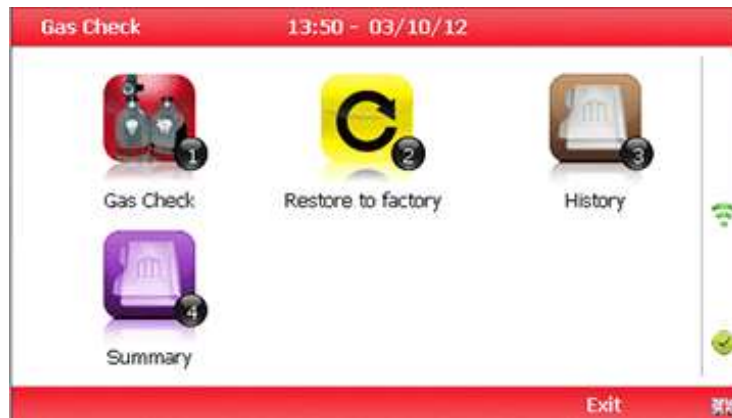 Gas Check 13:50 - 03/10/12
1 2 3
Gas Check Restore to factory History
4
Summary
Exit